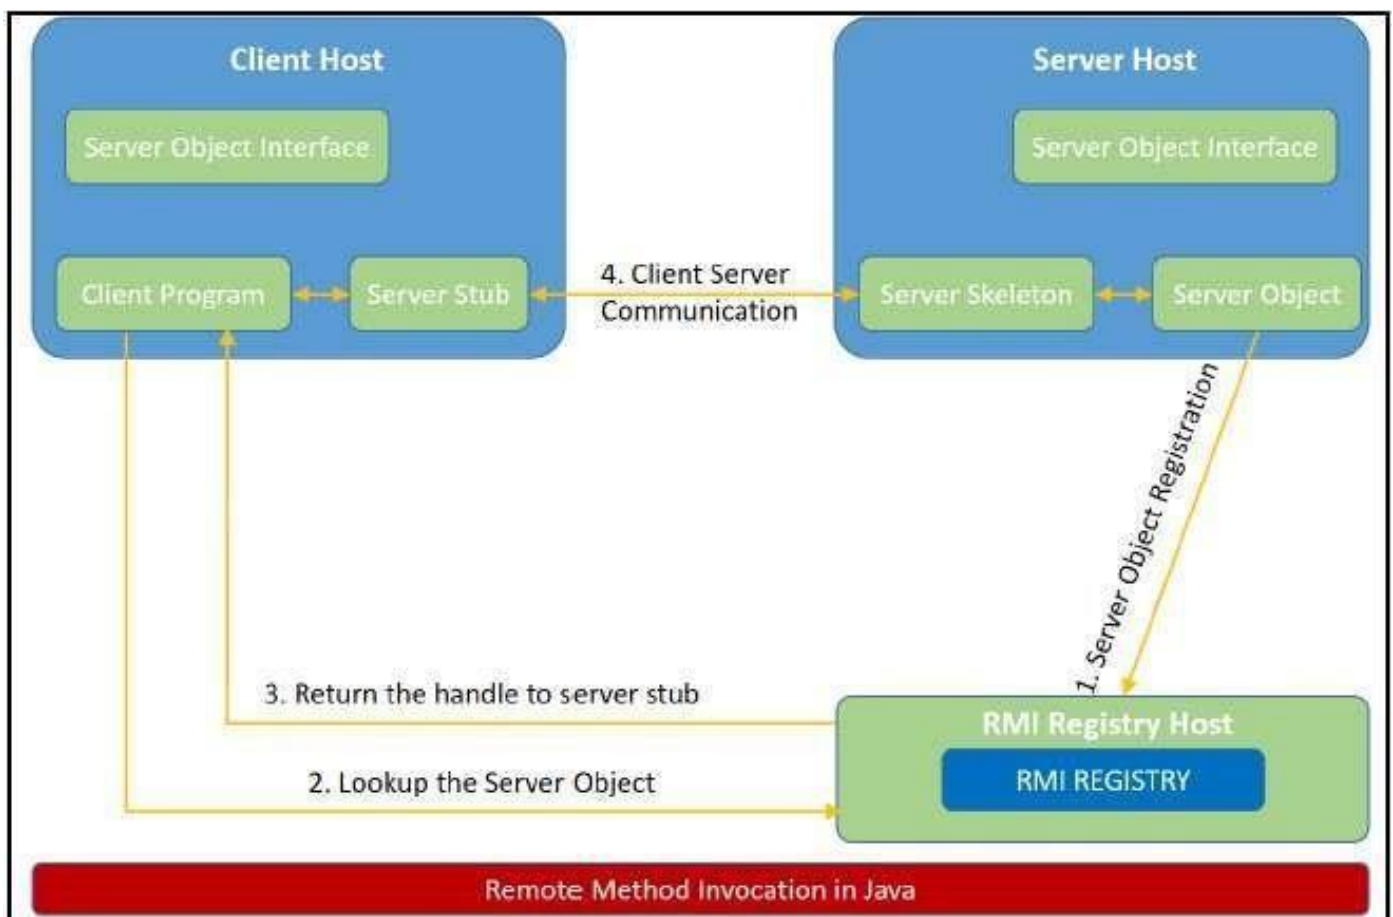 Client Host
Server Object Interface
Client Program
Server Stub
4. Client Server
Communication
Server Host
Server Object Interface
Server Skeleton
Server Object
1. Server Object Registration
3. Return the handle to server stub
2. Lookup the Server Object
RMI Registry Host
RMI REGISTRY
Remote Method Invocation in Java